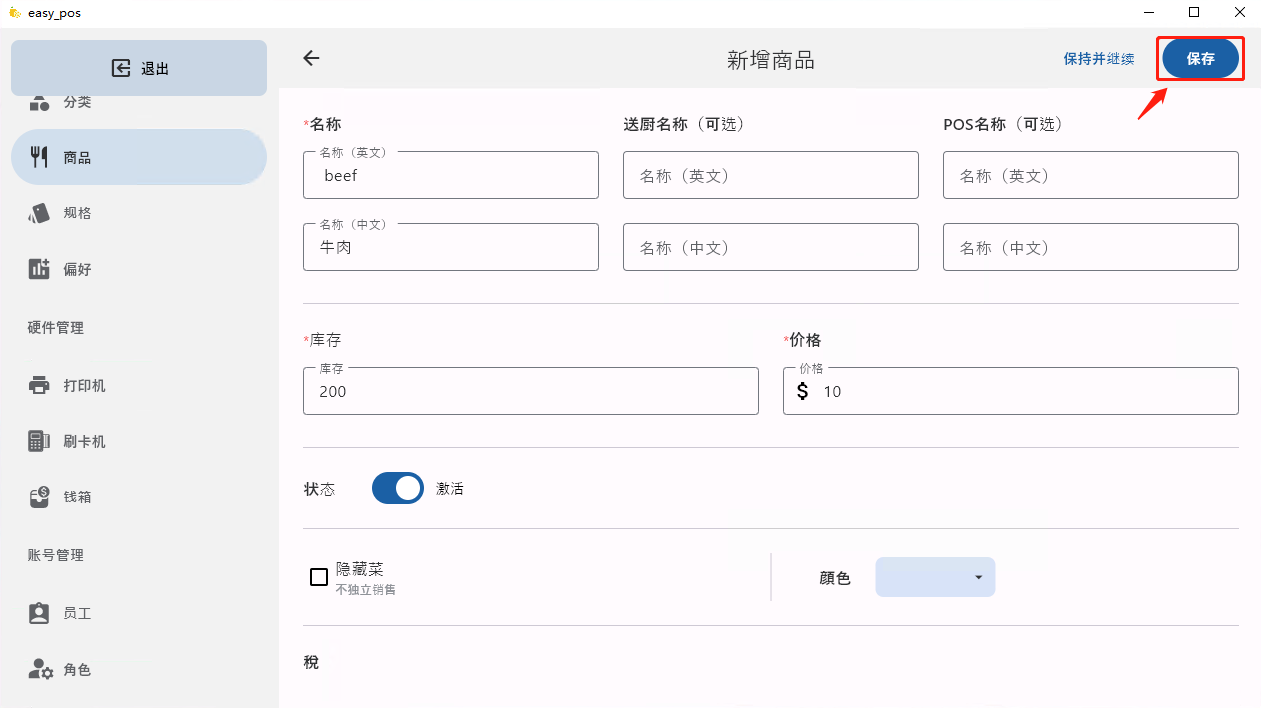 easy_pos
退出
分类
商品
规格
偏好
硬件管理
打印机
刷卡机
钱箱
账号管理
员工
角色
新增商品
保持并继续
保存
*名称
送厨名称（可选）
POS名称（可选）
名称（英文）
beef
名称（英文）
名称（英文）
名称（中文）
牛肉
名称（中文）
名称（中文）
*库存
*价格
库存
200
价格
$ 10
状态
激活
隐藏菜
不独立销售
颜色
税